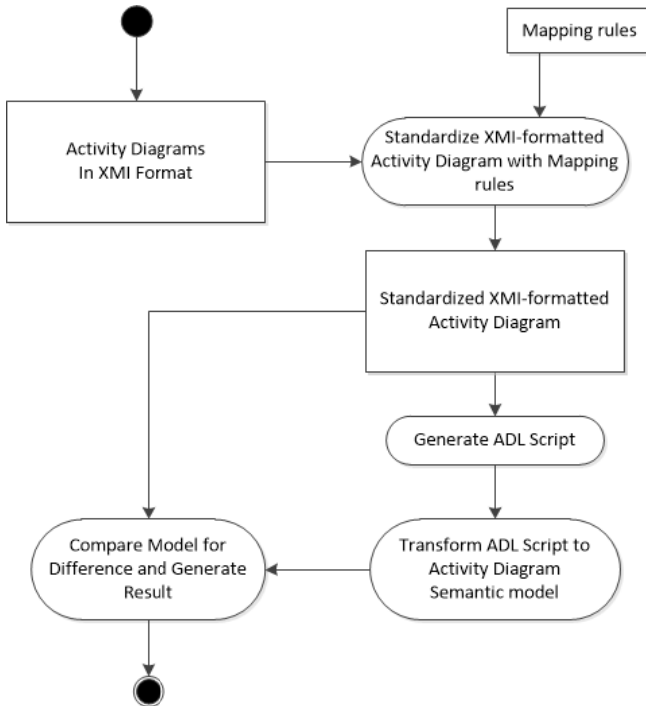 Mapping rules
Activity Diagrams
In XMI Format
Standardize XMI-formatted
Activity Diagram with Mapping
rules
Standardized XMI-formatted
Activity Diagram
Generate ADL Script
Compare Model for
Difference and Generate
Result
Transform ADL Script to
Activity Diagram
Semantic model